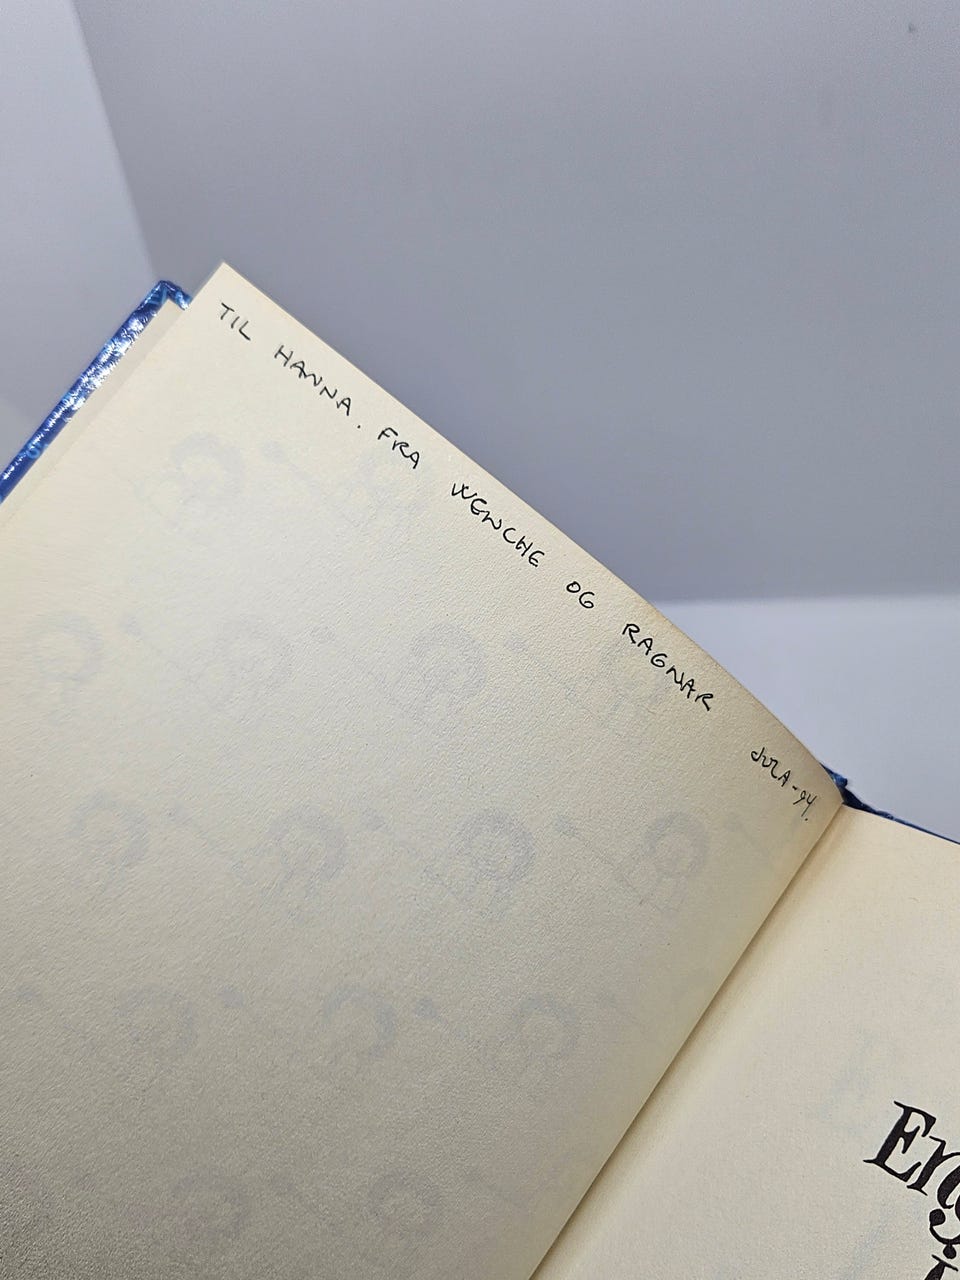 TIL HANNA. FRA WENCHE OG RAGNAR JULA -94.